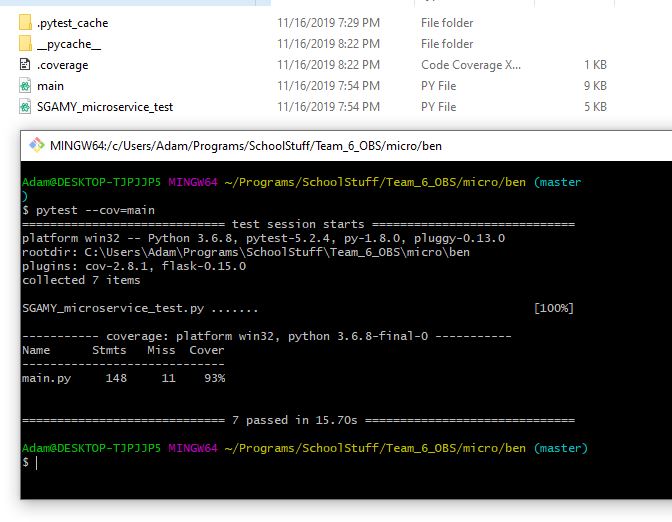 .pytest_cache 11/16/2019 7:29 PM File folder
__pycache__ 11/16/2019 8:22 PM File folder
.coverage 11/16/2019 8:22 PM Code Coverage X... 1 KB
main 11/16/2019 7:54 PM PY File 9 KB
SGAMY_microservice_test 11/16/2019 7:54 PM PY File 5 KB
MINGW64:/c/Users/Adam/Programs/SchoolStuff/Team_6_OBS/micro/ben
Adam@DESKTOP-TJPJJP5 MINGW64 ~/Programs/SchoolStuff/Team_6_OBS/micro/ben (master
)
$ pytest --cov=main
============================= test session starts =============================
platform win32 -- Python 3.6.8, pytest-5.2.4, py-1.8.0, pluggy-0.13.0
rootdir: C:\Users\Adam\Programs\SchoolStuff\Team_6_OBS\micro\ben
plugins: cov-2.8.1, flask-0.15.0
collected 7 items
SGAMY_microservice_test.py ....... [100%]
----------- coverage: platform win32, python 3.6.8-final-0 -----------
Name Stmts Miss Cover
-----------------------------
main.py 148 11 93%
============================= 7 passed in 15.70s ==============================
Adam@DESKTOP-TJPJJP5 MINGW64 ~/Programs/SchoolStuff/Team_6_OBS/micro/ben (master)
$